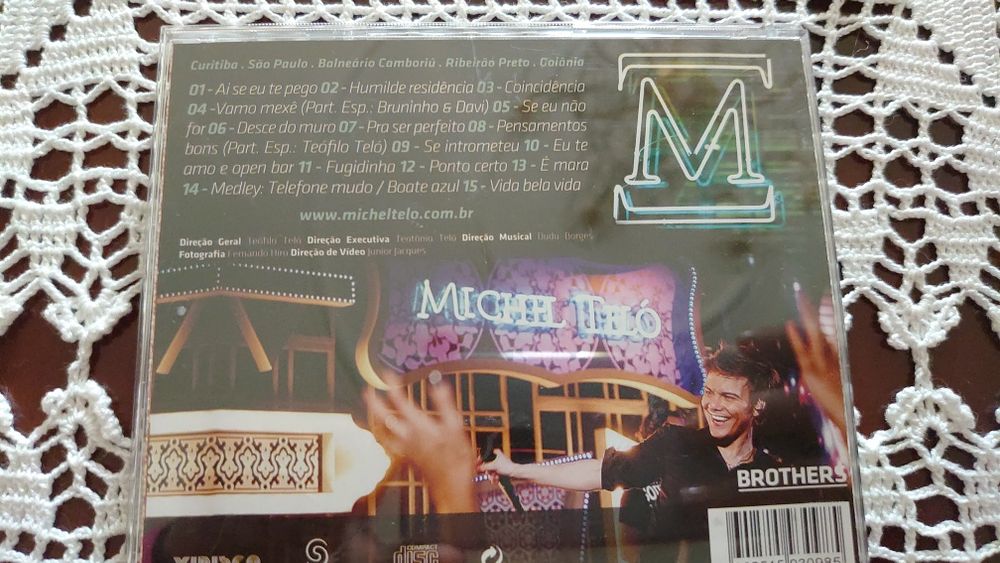 Curitiba . São Paulo . Balneário Camboriú . Ribeirão Preto . Goiânia
01 - Ai se eu te pego 02 - Humilde residência 03 - Coincidência
04 - Vamo mexê (Part. Esp.: Bruninho & Davi) 05 - Se eu não
for 06 - Desce do muro 07 - Pra ser perfeito 08 - Pensamentos
bons (Part. Esp.: Teófilo Teló) 09 - Se intrometeu 10 - Eu te
amo e open bar 11 - Fugidinha 12 - Ponto certo 13 - É mara
14 - Medley: Telefone mudo / Boate azul 15 - Vida bela vida
www.micheltelo.com.br
Direção Geral Teófilo Teló Direção Executiva Teotônio Teló Direção Musical Dudu Borges
Fotografia Fernando Hiro Direção de Vídeo Junior Jacques
M
T
MICHEL TELÓ
BROTHERS
COMPACT
disc